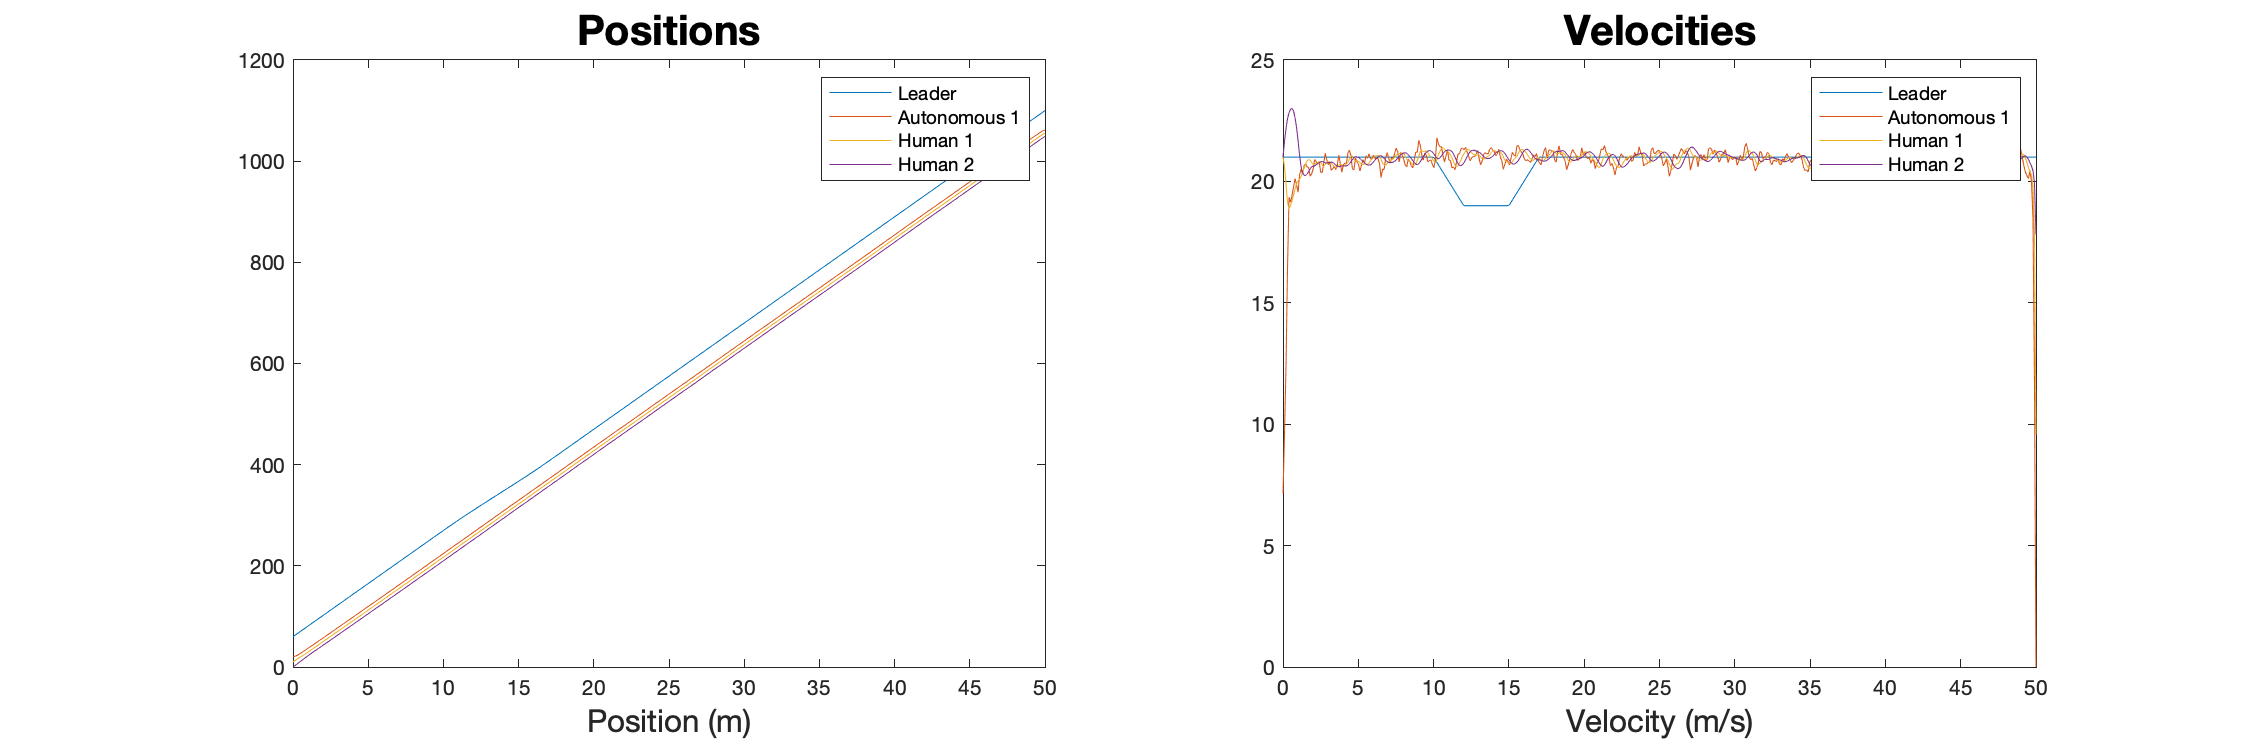 Positions
1200
1000
800
600
400
200
0
Leader
Autonomous 1
Human 1
Human 2
0 5 10 15 20 25 30 35 40 45 50
Position (m)
Velocities
25
20
15
10
5
0
Leader
Autonomous 1
Human 1
Human 2
0 5 10 15 20 25 30 35 40 45 50
Velocity (m/s)